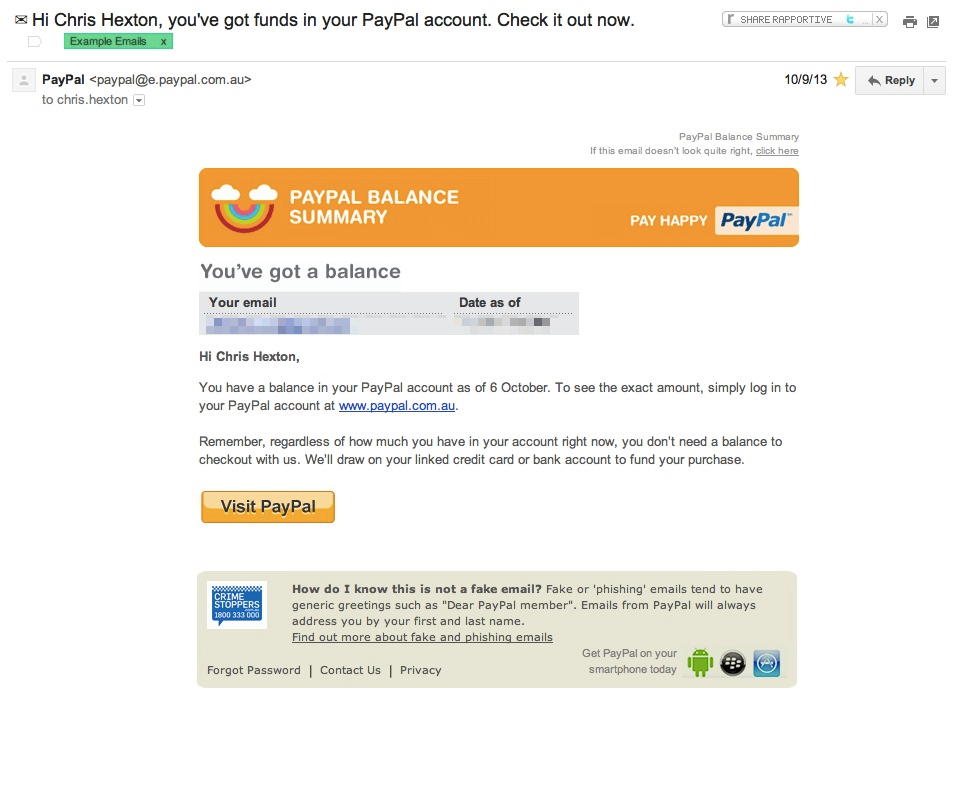 Hi Chris Hexton, you've got funds in your PayPal account. Check it out now.
SHARE RAPPORTIVE ... X
Example Emails x
PayPal <paypal@e.paypal.com.au>
10/9/13
Reply
to chris.hexton
PayPal Balance Summary
If this email doesn't look quite right, click here
PAYPAL BALANCE
SUMMARY
PAY HAPPY
PayPal™
You've got a balance
Your email Date as of
Hi Chris Hexton,
You have a balance in your PayPal account as of 6 October. To see the exact amount, simply log in to
your PayPal account at www.paypal.com.au.
Remember, regardless of how much you have in your account right now, you don't need a balance to
checkout with us. We'll draw on your linked credit card or bank account to fund your purchase.
Visit PayPal
CRIME
STOPPERS
1800 333 000
How do I know this is not a fake email? Fake or 'phishing' emails tend to have
generic greetings such as "Dear PayPal member". Emails from PayPal will always
address you by your first and last name.
Find out more about fake and phishing emails
Get PayPal on your
smartphone today
Forgot Password | Contact Us | Privacy